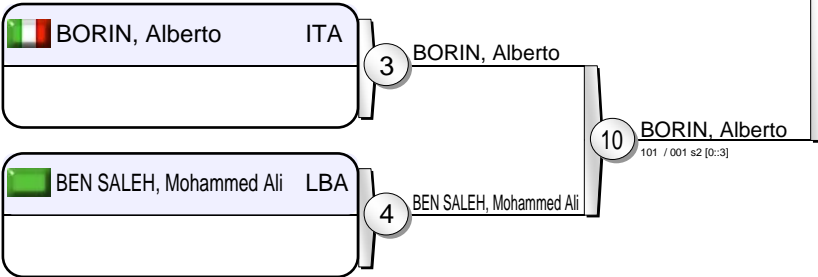 BORIN, Alberto ITA
3
BORIN, Alberto
10
BORIN, Alberto
101 / 001 s2 [0::3]
BEN SALEH, Mohammed Ali LBA
4
BEN SALEH, Mohammed Ali